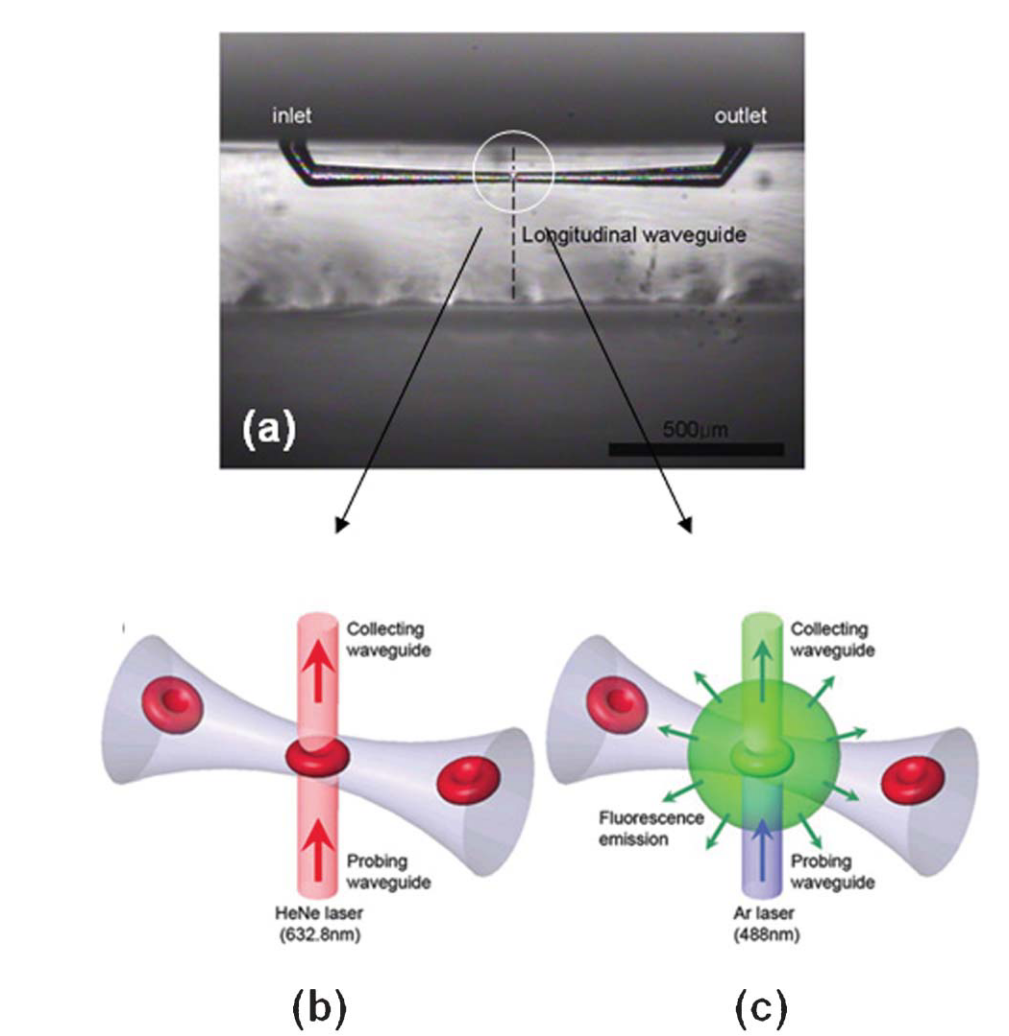 inlet
outlet
Longitudinal waveguide
(a)
500μm
Collecting
waveguide
Probing
waveguide
HeNe laser
(632.8nm)
(b)
Collecting
waveguide
Fluorescence
emission
Probing
waveguide
Ar laser
(488nm)
(c)